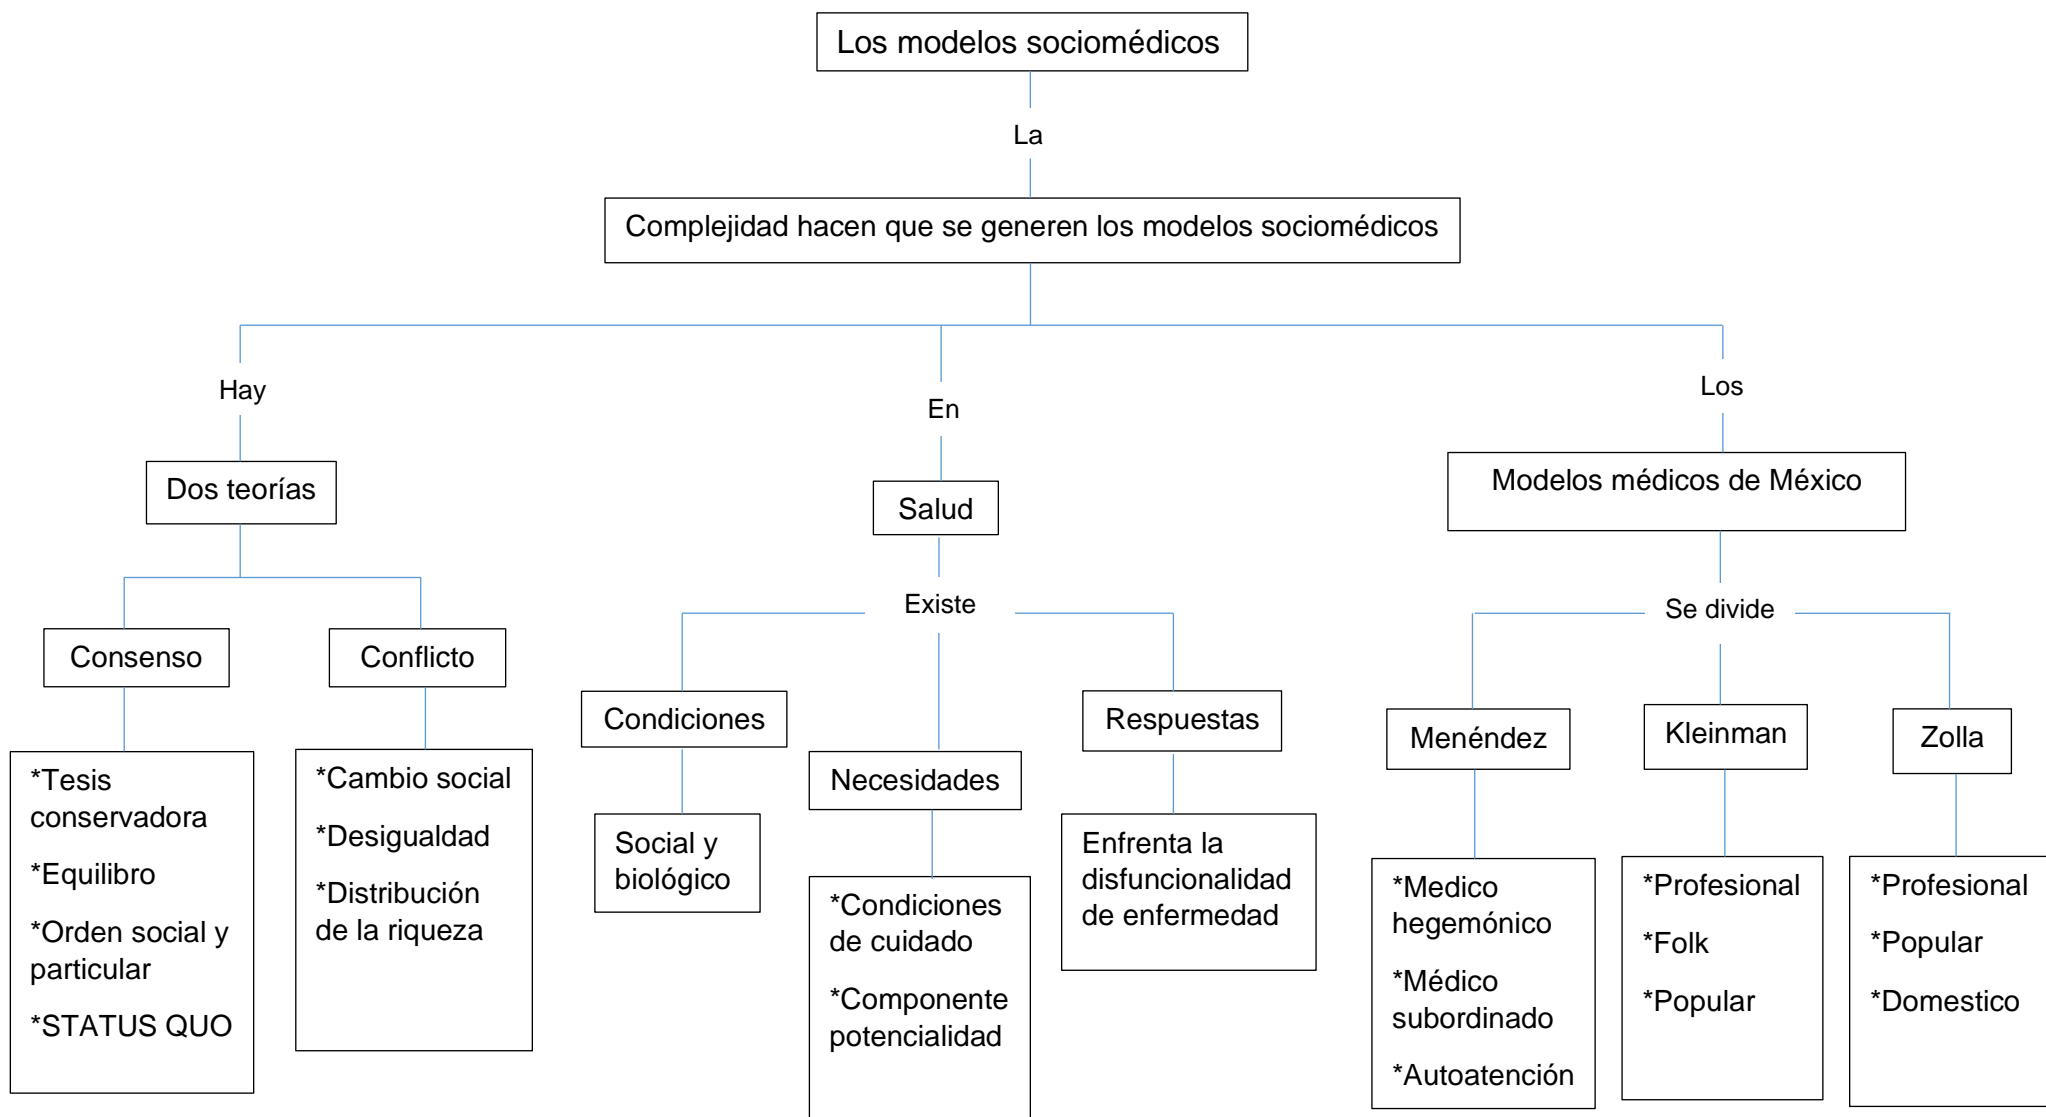 Los modelos sociomédicos
La
Complejidad hacen que se generen los modelos sociomédicos
Hay
En
Los
Dos teorías
Salud
Modelos médicos de México
Existe
Se divide
Consenso
Conflicto
Condiciones
Necesidades
Respuestas
Menéndez
Kleinman
Zolla
*Tesis
conservadora
*Equilibro
*Orden social y
particular
*STATUS QUO
*Cambio social
*Desigualdad
*Distribución
de la riqueza
Social y
biológico
*Condiciones
de cuidado
*Componente
potencialidad
Enfrenta la
disfuncionalidad
de enfermedad
*Medico
hegemónico
*Médico
subordinado
*Autoatención
*Profesional
*Folk
*Popular
*Profesional
*Popular
*Domestico